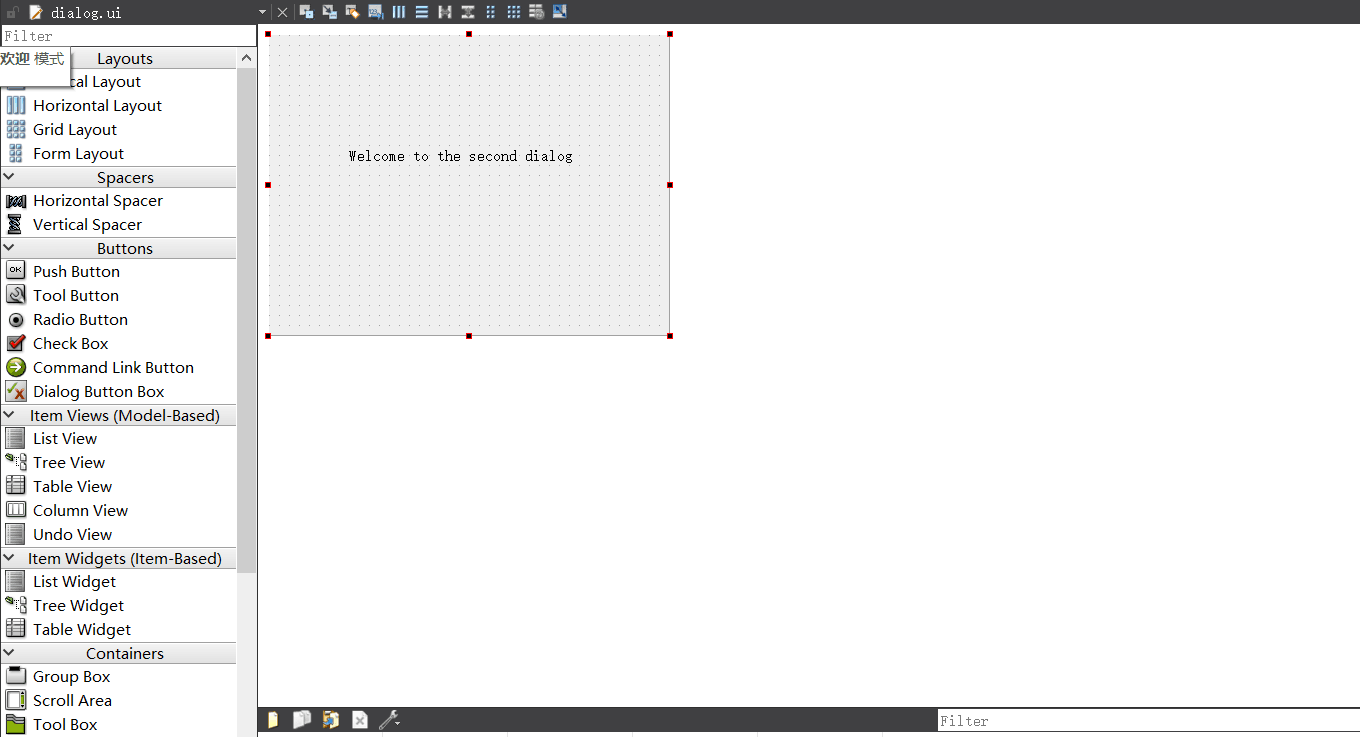 dialog.ui
Filter
欢迎 模式
Layouts
cal Layout
Horizontal Layout
Grid Layout
Form Layout
Spacers
Horizontal Spacer
Vertical Spacer
Buttons
OK Push Button
Tool Button
Radio Button
Check Box
Command Link Button
Dialog Button Box
Item Views (Model-Based)
List View
Tree View
Table View
Column View
Undo View
Item Widgets (Item-Based)
List Widget
Tree Widget
Table Widget
Containers
Group Box
Scroll Area
Tool Box
Welcome to the second dialog
Filter